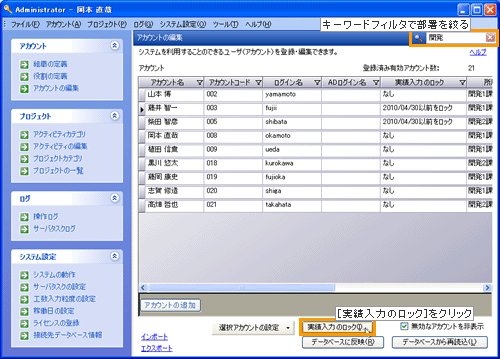 Administrator - 岡本 直哉
ファイル(F) アカウント(A) プロジェクト(P) ログ(G) システム設定(O) ツール(T) ヘルプ(H)
キーワードフィルタで部署を絞る
アカウント
組織の定義
役割の定義
アカウントの編集
プロジェクト
アクティビティカテゴリ
アクティビティの編集
プロジェクトカテゴリ
プロジェクトの一覧
ログ
操作ログ
サーバタスクログ
システム設定
システムの動作
サーバタスクの設定
工数入力粒度の設定
稼働日の設定
ライセンスの登録
接続先データベース情報
アカウントの編集
開発
システムを利用することのできるユーザ(アカウント)を登録・編集できます。
ヘルプ
アカウント
登録済み有効アカウント数: 21
アカウント名 アカウントコード ログイン名 ADログイン名 実績入力のロック 所
山本 博 002 yamamoto なし 開発1課
藤井 智一 003 fujii 2010/04/30以前をロック 開発1課
柴田 智彦 005 shibata 2010/04/30以前をロック 開発2課
岡本 直哉 008 okamoto なし 開発1課
植田 信貴 009 ueda なし 開発1課
黒川 悠太 018 kurokawa なし 開発2課
藤岡 康史 019 fujioka なし 開発1課
志賀 修造 020 shiga なし 開発1課
高畑 哲也 021 takahata なし 開発2課
アカウントの追加
[実績入力のロック]をクリック
インポート
エクスポート
選択アカウントの設定
実績入力のロック(I)...
無効なアカウントを非表示
データベースに反映(R)
データベースから再読込(L)